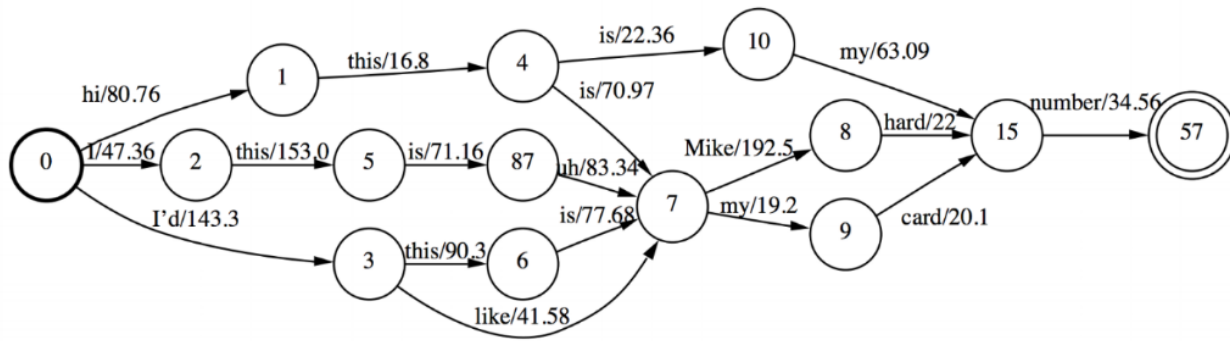 is/22.36
10
my/63.09
this/16.8
4
1
hi/80.76
is/70.97
number/34.56
8
hard/22
15
57
Mike/192.5
0
I/47.36
2
this/153.0
5
is/71.16
87
uh/83.34
7
my/19.2
9
card/20.1
I'd/143.3
is/77.68
3
this/90.3
6
like/41.58